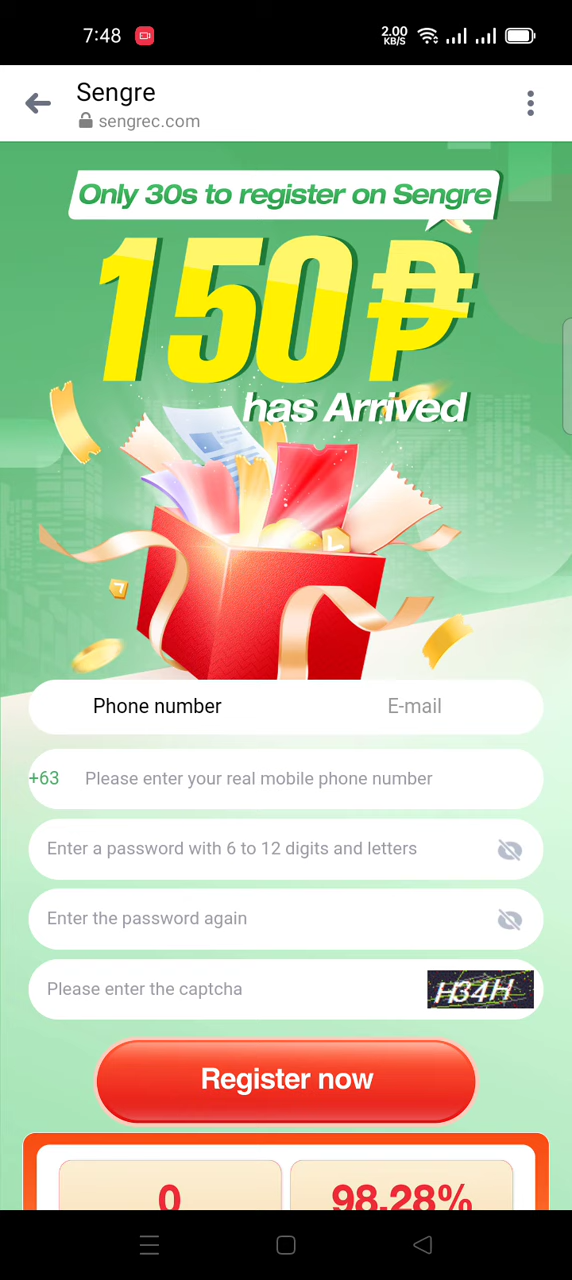 7:48
2.00
KB/S
Sengre
sengrec.com
Only 30s to register on Sengre
150₱
has Arrived
Phone number
E-mail
+63
Please enter your real mobile phone number
Enter a password with 6 to 12 digits and letters
Enter the password again
Please enter the captcha
H34H
Register now
0
98.28%